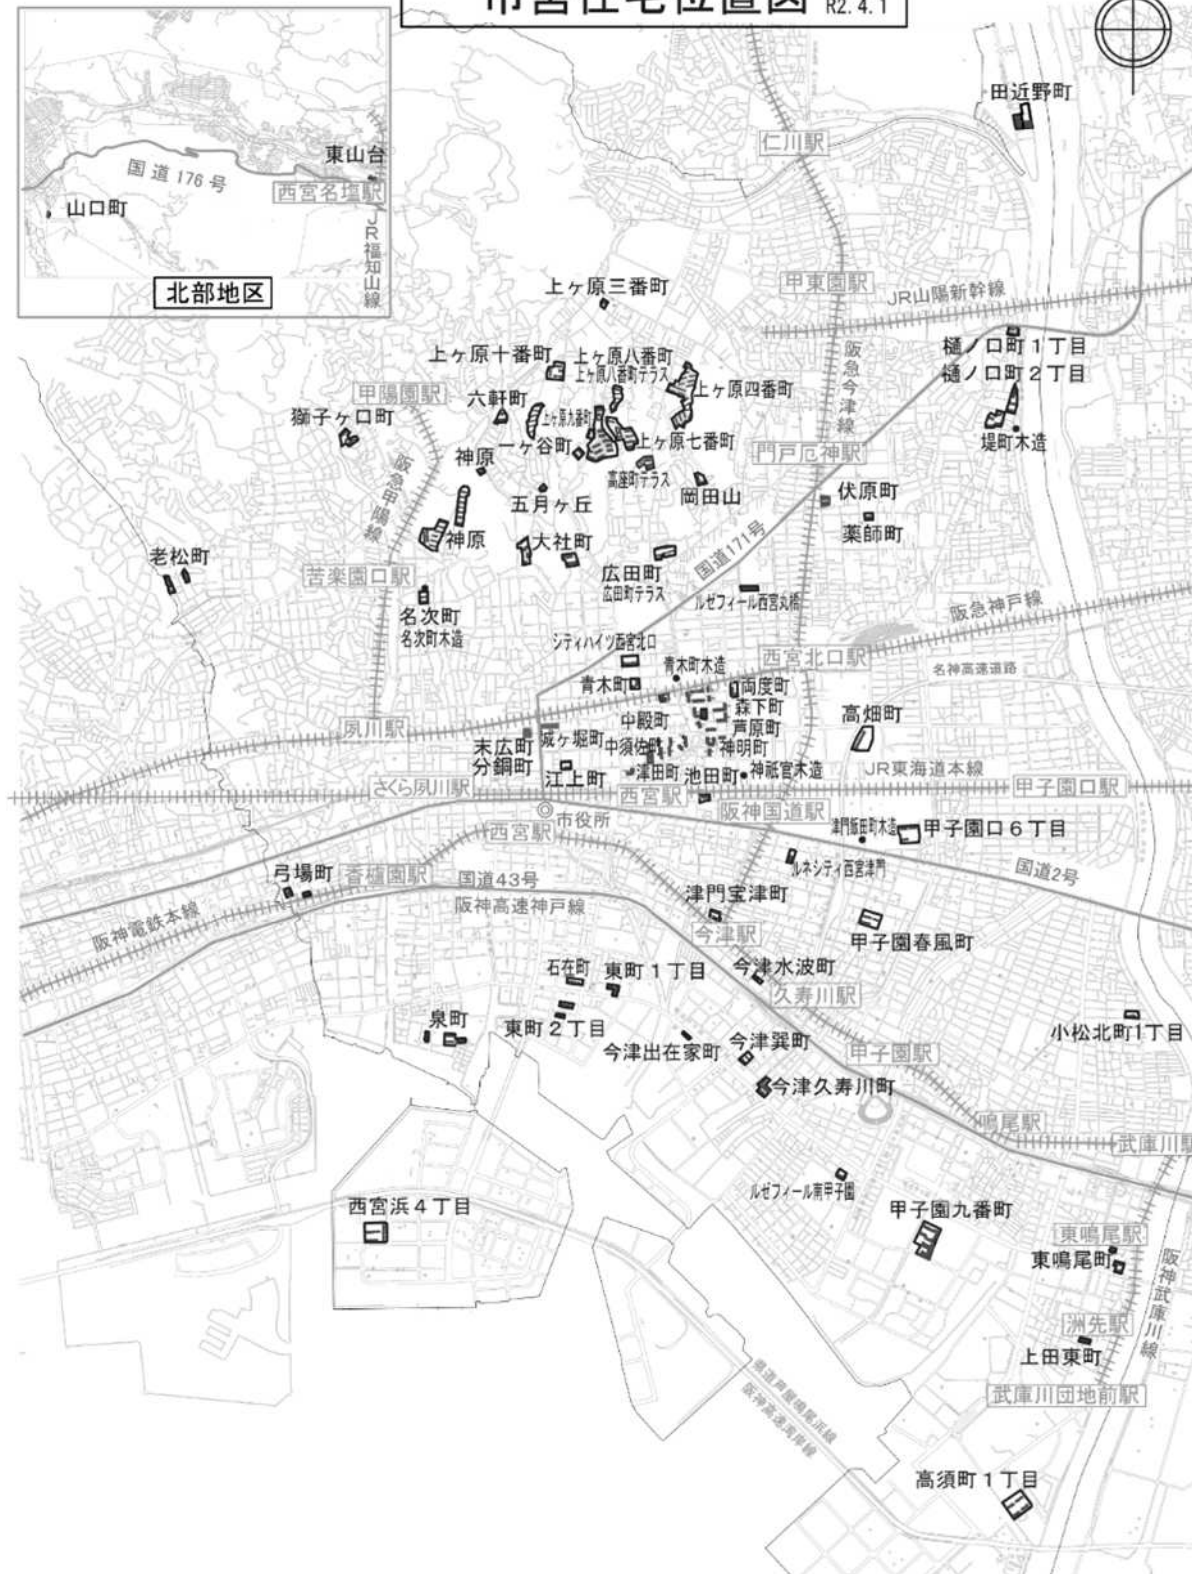 市営住宅位置図 R2.4.1
東山台
国道176号
西宮名塩駅
山口町
JR福知山線
北部地区
田近野町
仁川駅
甲東園駅
JR山陽新幹線
上ヶ原三番町
樋ノ口町1丁目
上ヶ原十番町
上ヶ原八番町
上ヶ原八番町テラス
阪急今津線
樋ノ口町2丁目
甲陽園駅
上ヶ原四番町
六軒町
獅子ヶ口町
上ヶ原九番町
堤町木造
一ヶ谷町
上ヶ原七番町
門戸厄神駅
神原
高座町テラス
阪急甲陽線
五月ヶ丘
岡田山
伏原町
薬師町
神原
大社町
老松町
国道171号
苦楽園口駅
広田町
広田町テラス
ルゼフィール西宮丸橋
名次町
名次町木造
阪急神戸線
シティハイツ西宮北口
西宮北口駅
青木町木造
名神高速道路
青木町
両度町
森下町
高畑町
中殿町
芦原町
夙川駅
末広町
城ヶ堀町
中須佐町
神明町
分銅町
江上町
津田町
池田町
神祇官木造
JR東海道本線
さくら夙川駅
西宮駅
甲子園口駅
市役所
阪神国道駅
西宮駅
津門飯田町木造
甲子園口6丁目
ルネシティ西宮津門
国道2号
弓場町
香櫨園駅
国道43号
阪神高速神戸線
津門宝津町
阪神電鉄本線
今津駅
甲子園春風町
石在町
東町1丁目
今津水波町
久寿川駅
泉町
東町2丁目
小松北町1丁目
今津出在家町
今津巽町
甲子園駅
今津久寿川町
鳴尾駅
武庫川駅
ルゼフィール南甲子園
西宮浜4丁目
甲子園九番町
東鳴尾駅
東鳴尾町
阪神武庫川線
洲先駅
上田東町
武庫川団地前駅
県道芦屋鳴尾浜線
阪神高速湾岸線
高須町1丁目